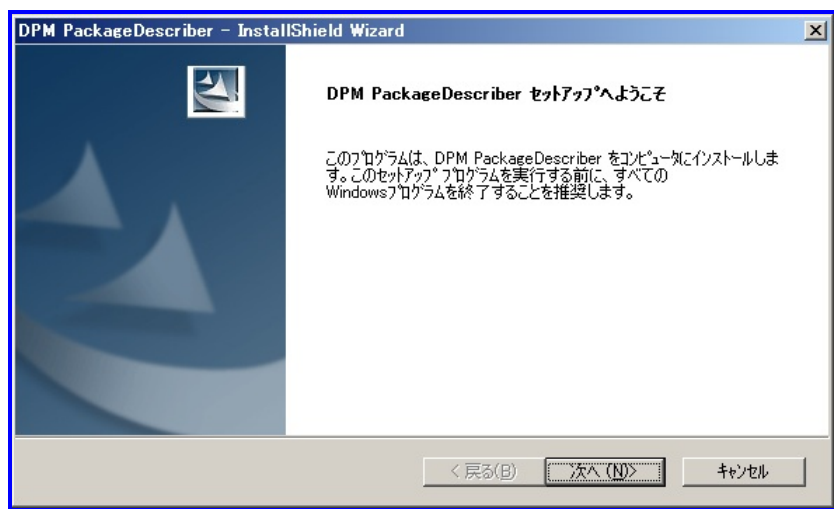 DPM PackageDescriber - InstallShield Wizard
DPM PackageDescriber ｾｯﾄｱｯﾌﾟへようこそ
このﾌﾟﾛｸﾞﾗﾑは、DPM PackageDescriber をｺﾝﾋﾟｭｰﾀにインストールしま
す。このｾｯﾄｱｯﾌﾟ ﾌﾟﾛｸﾞﾗﾑを実行する前に、すべての
Windowsﾌﾟﾛｸﾞﾗﾑを終了することを推奨します。
< 戻る(B)
次へ (N)>
ｷｬﾝｾﾙ